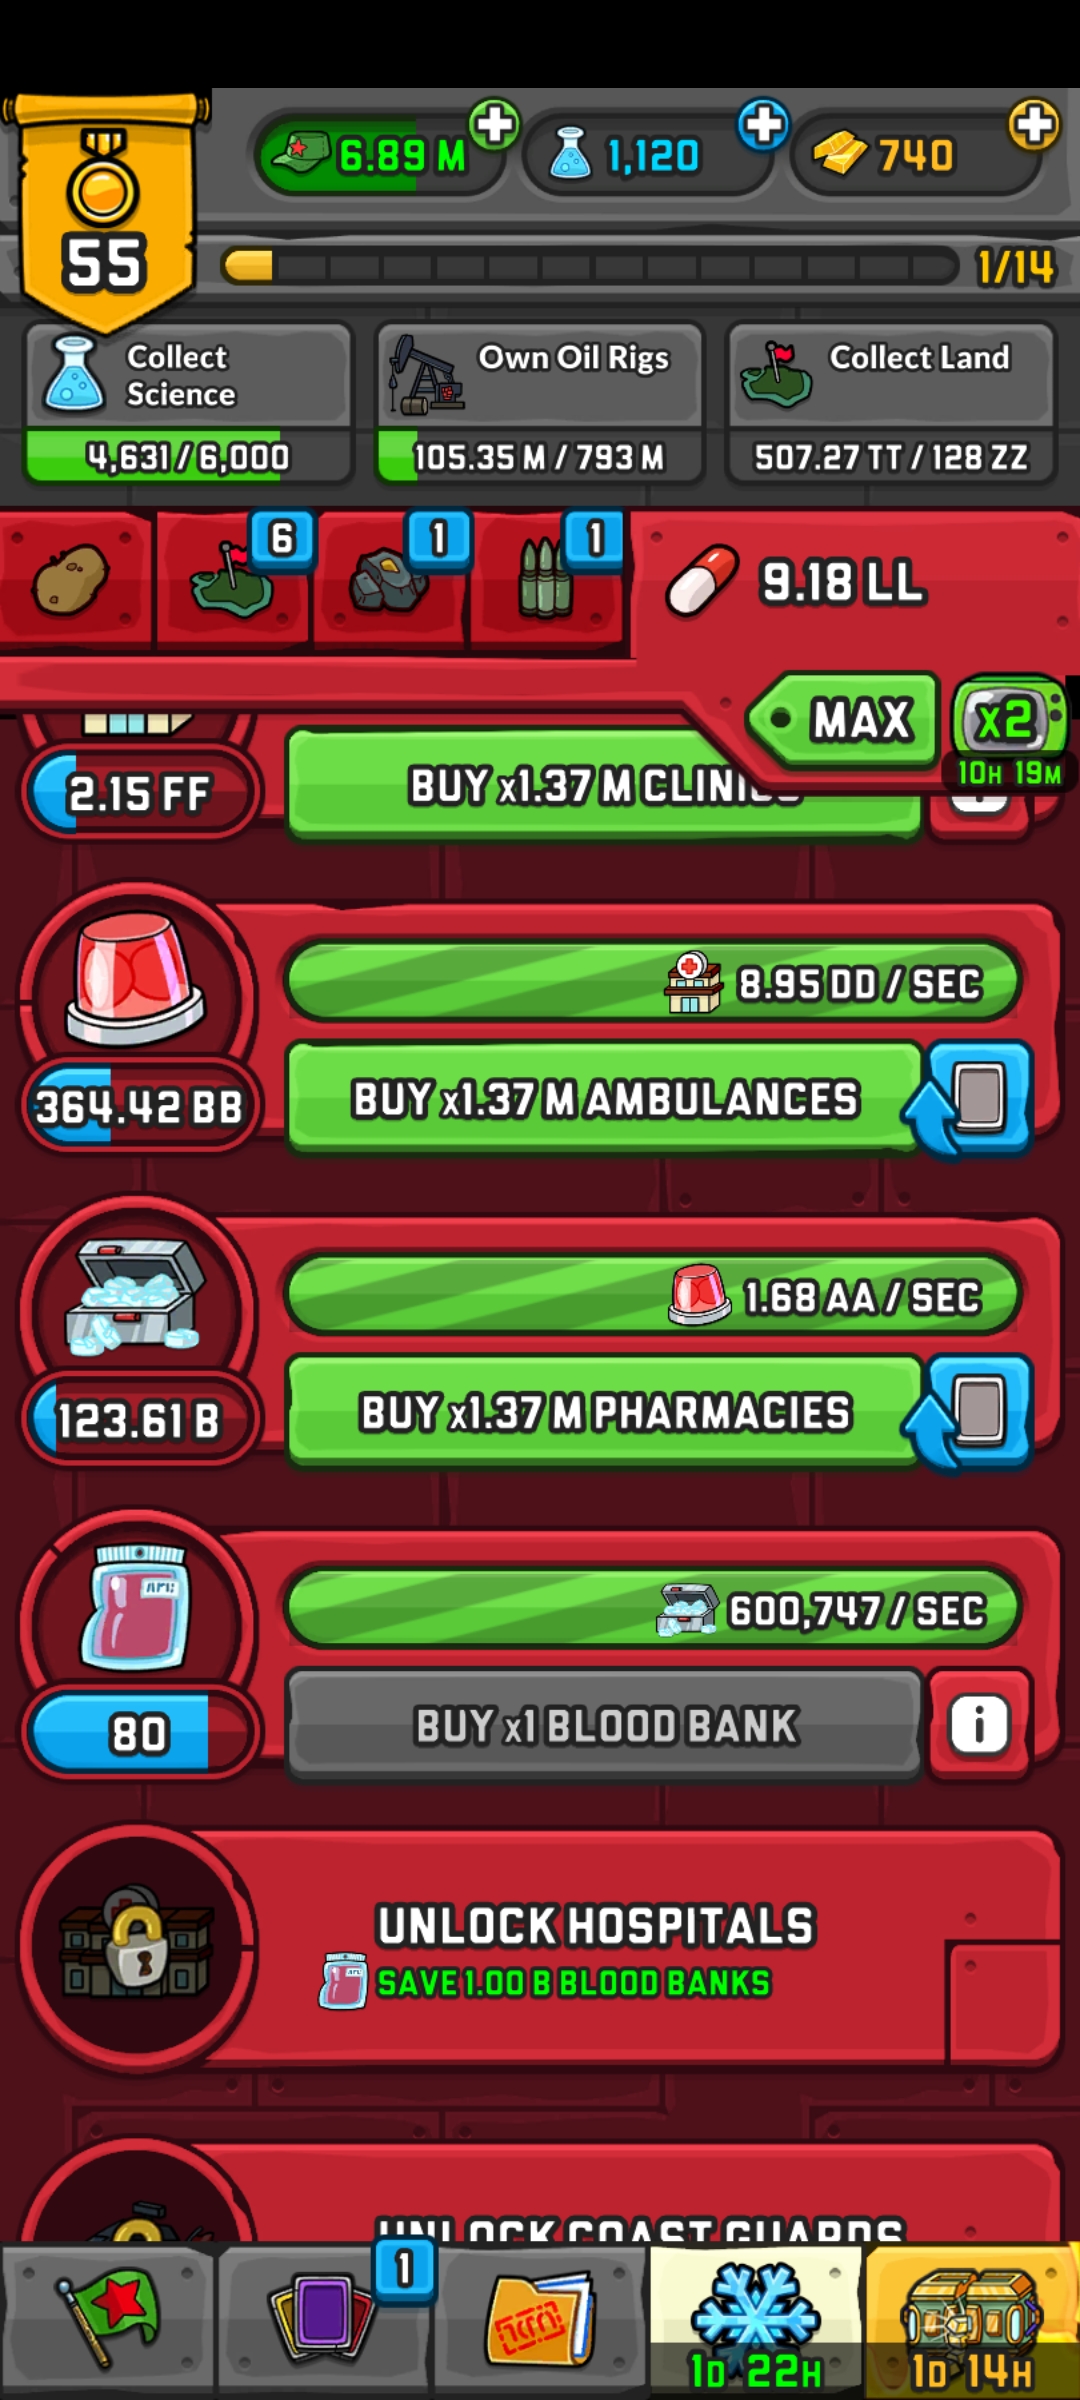 6.89 M
1,120
740
55
1/14
Collect
Science
4,631 / 6,000
Own Oil Rigs
105.35 M / 793 M
Collect Land
507.27 TT / 128 ZZ
6
1
1
9.18 LL
MAX
x2
10H 19M
2.15 FF
BUY x1.37 M CLINICS
8.95 DD / SEC
364.42 BB
BUY x1.37 M AMBULANCES
1.68 AA / SEC
123.61 B
BUY x1.37 M PHARMACIES
600,747 / SEC
80
BUY x1 BLOOD BANK
i
UNLOCK HOSPITALS
SAVE 1.00 B BLOOD BANKS
UNLOCK COAST GUARDS
1
1D 22H
1D 14H